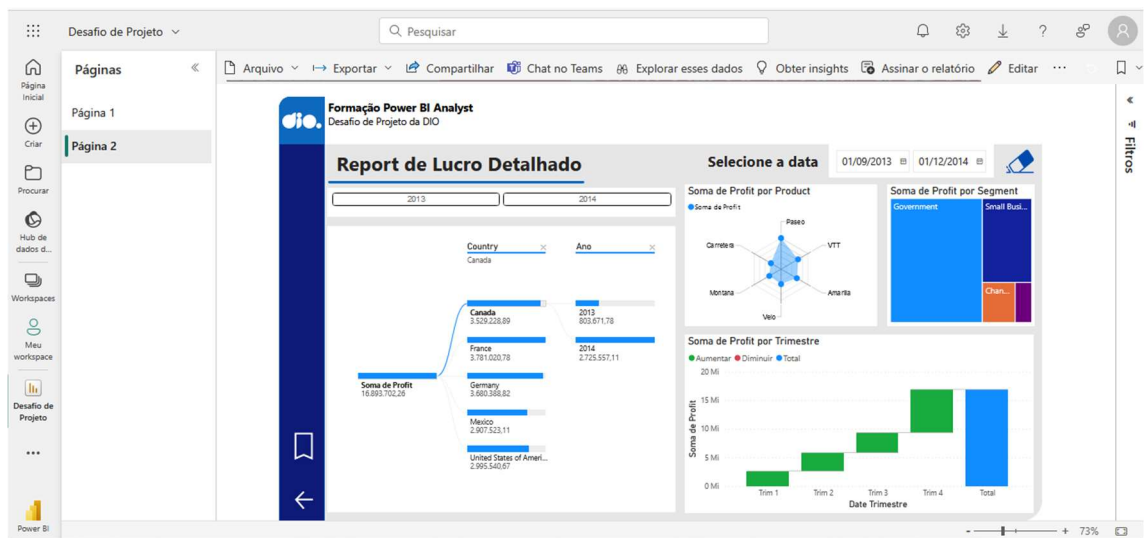 Desafio de Projeto
Pesquisar
Página
Inicial
Criar
Procurar
Hub de
dados d...
Workspaces
Meu
workspace
Desafio de
Projeto
Power BI
Páginas
Página 1
Página 2
Arquivo
Exportar
Compartilhar
Chat no Teams
Explorar esses dados
Obter insights
Assinar o relatório
Editar
dio.
Formação Power BI Analyst
Desafio de Projeto da DIO
Report de Lucro Detalhado
Selecione a data
01/09/2013
01/12/2014
2013
2014
Country
Canada
Ano
Soma de Profit
16.893.702,26
Canada
3.529.228,89
France
3.781.020,78
Germany
3.680.388,82
Mexico
2.907.523,11
United States of Ameri...
2.995.540,67
2013
803.671,78
2014
2.725.557,11
Soma de Profit por Product
Soma de Profit
Paseo
Carretera
VTT
Montana
Amarilla
Velo
Soma de Profit por Segment
Government
Small Busi...
Chan...
Soma de Profit por Trimestre
Aumentar
Diminuir
Total
20 Mi
15 Mi
10 Mi
5 Mi
0 Mi
Soma de Profit
Trim 1
Trim 2
Trim 3
Trim 4
Total
Date Trimestre
Filtros
73%